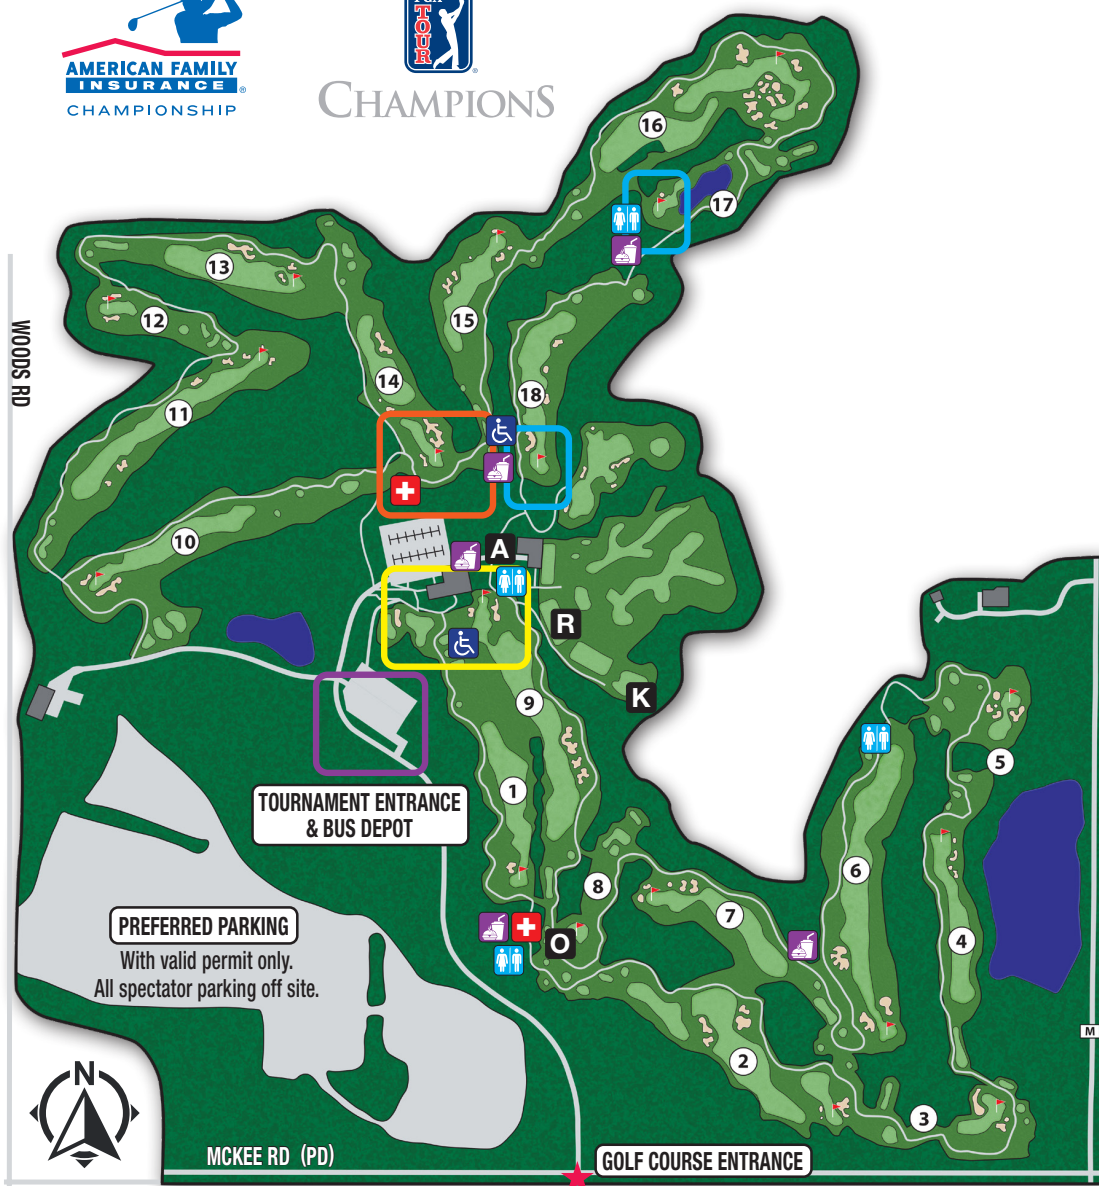 PGA
TOUR
AMERICAN FAMILY
INSURANCE ®
CHAMPIONSHIP
®
CHAMPIONS
16
17
13
12
15
WOODS RD
14
18
11
10
A
R
K
9
5
1
TOURNAMENT ENTRANCE
& BUS DEPOT
8
6
7
PREFERRED PARKING
With valid permit only.
All spectator parking off site.
O
4
M
2
3
N
MCKEE RD (PD)
GOLF COURSE ENTRANCE